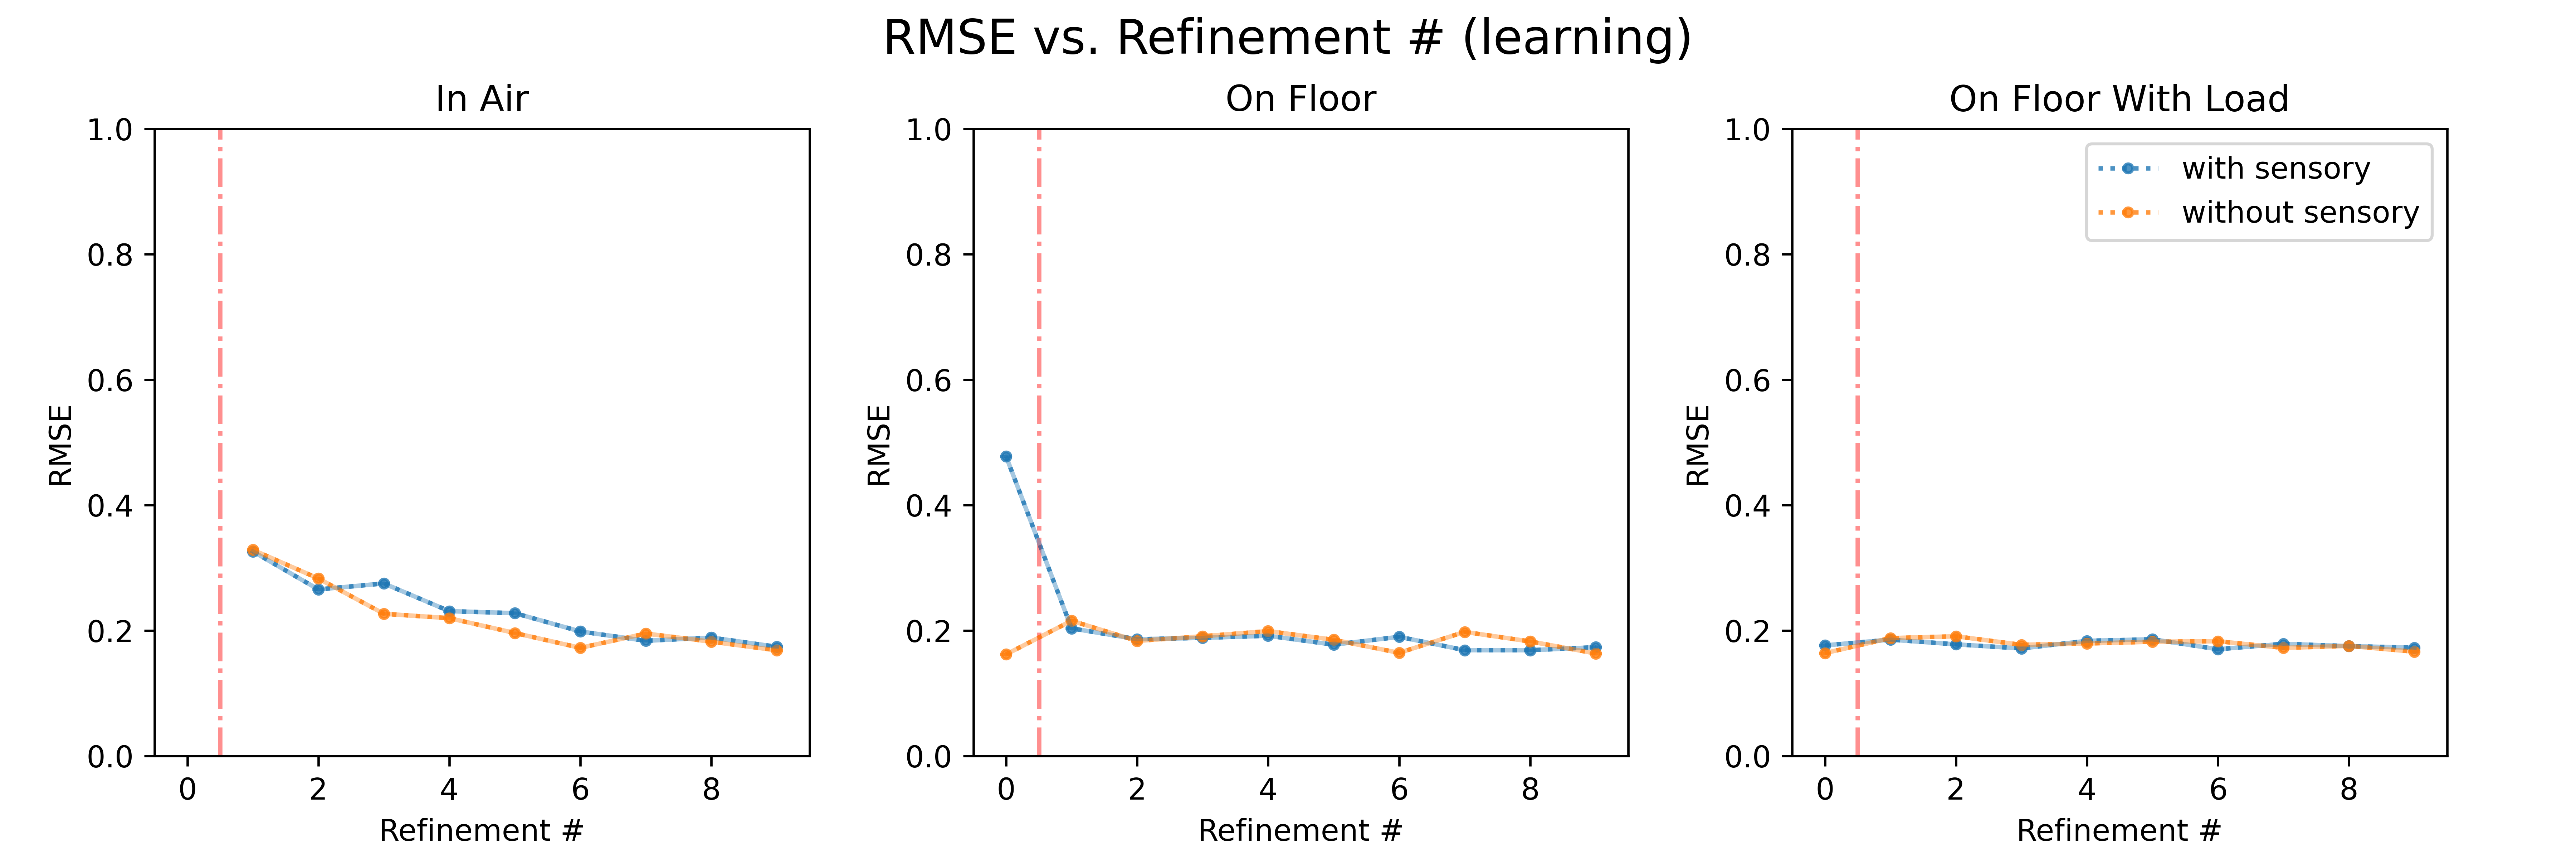 RMSE vs. Refinement # (learning)
In Air
1.0
0.8
0.6
0.4
0.2
0.0
RMSE
0 2 4 6 8
Refinement #
On Floor
1.0
0.8
0.6
0.4
0.2
0.0
RMSE
0 2 4 6 8
Refinement #
On Floor With Load
1.0
0.8
0.6
0.4
0.2
0.0
RMSE
with sensory
without sensory
0 2 4 6 8
Refinement #